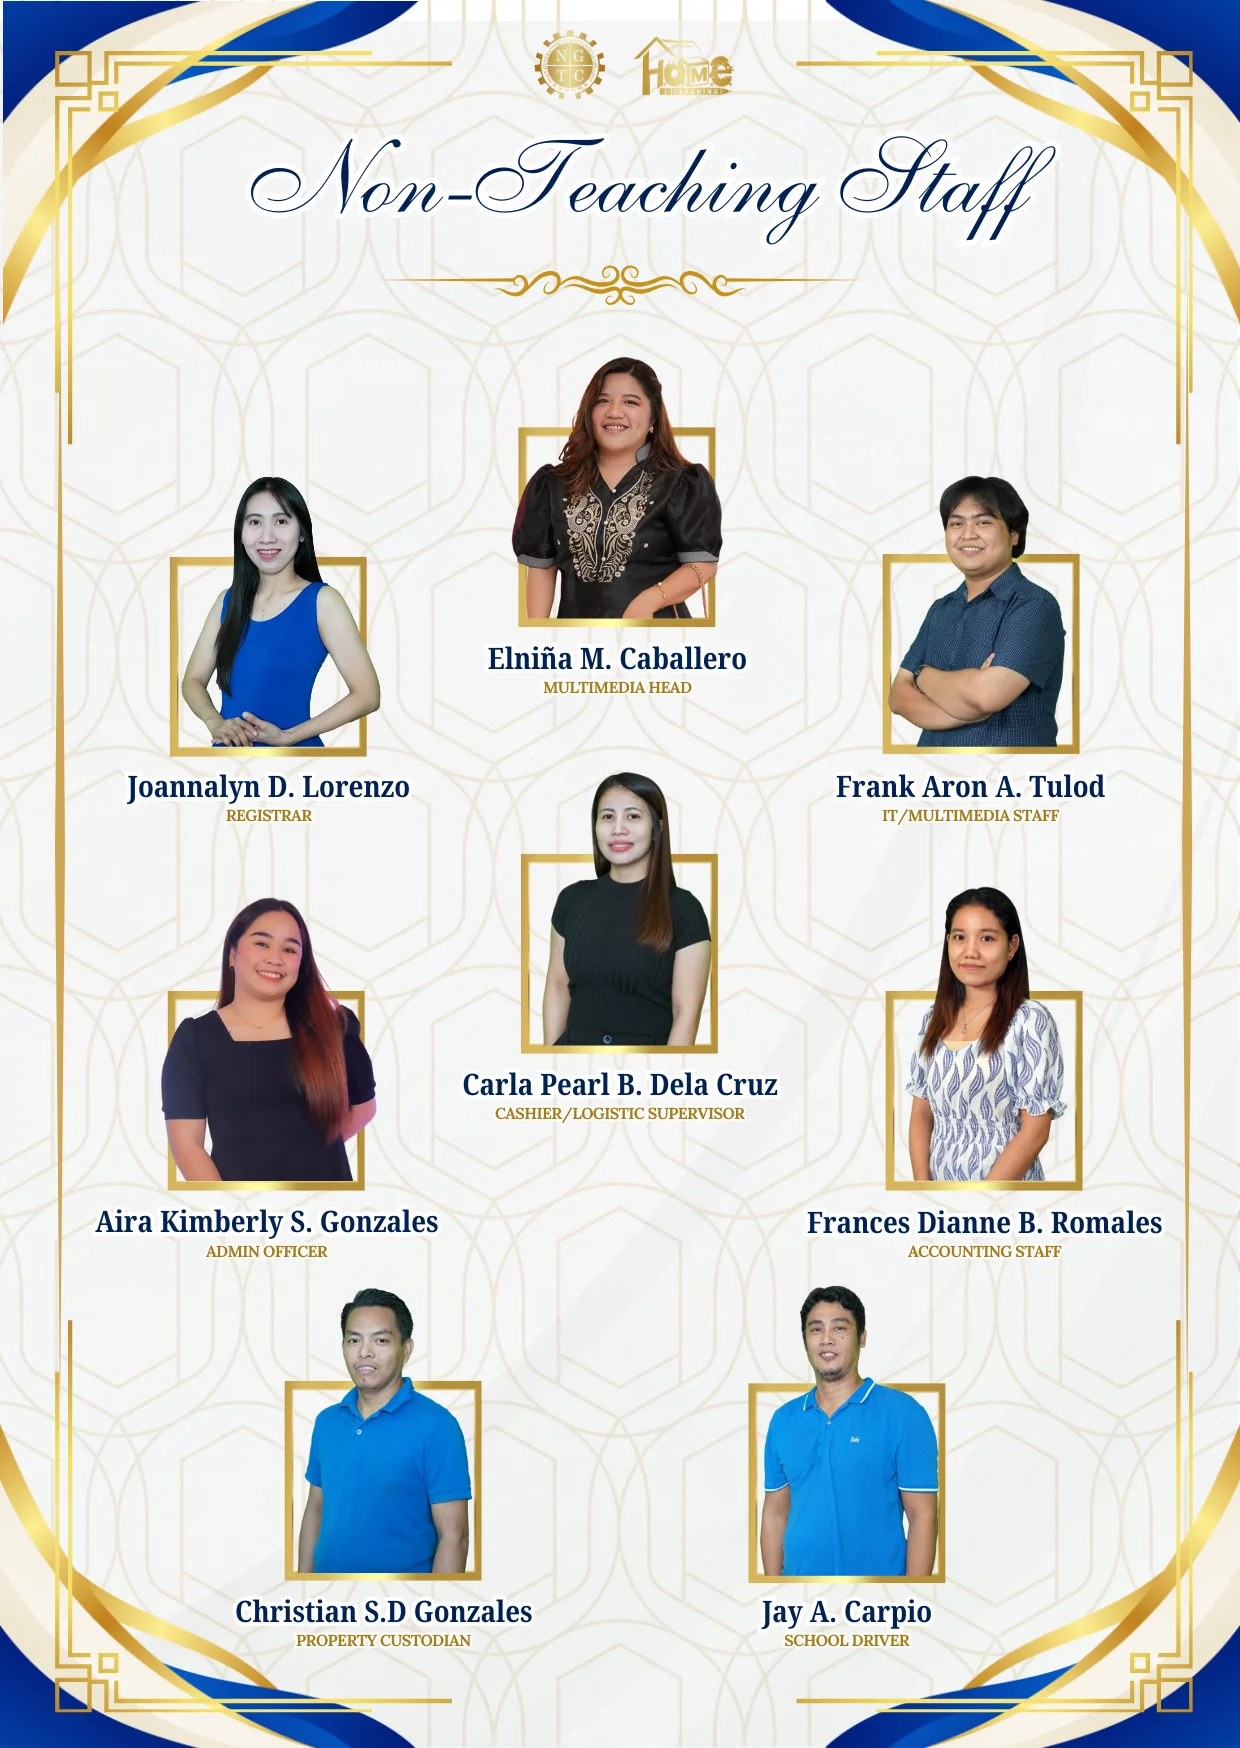 N G
T C
HOME
LEARNING
Non-Teaching Staff
Elniña M. Caballero
MULTIMEDIA HEAD
Joannalyn D. Lorenzo
REGISTRAR
Frank Aron A. Tulod
IT/MULTIMEDIA STAFF
Carla Pearl B. Dela Cruz
CASHIER/LOGISTIC SUPERVISOR
Aira Kimberly S. Gonzales
ADMIN OFFICER
Frances Dianne B. Romales
ACCOUNTING STAFF
Christian S.D Gonzales
PROPERTY CUSTODIAN
Jay A. Carpio
SCHOOL DRIVER